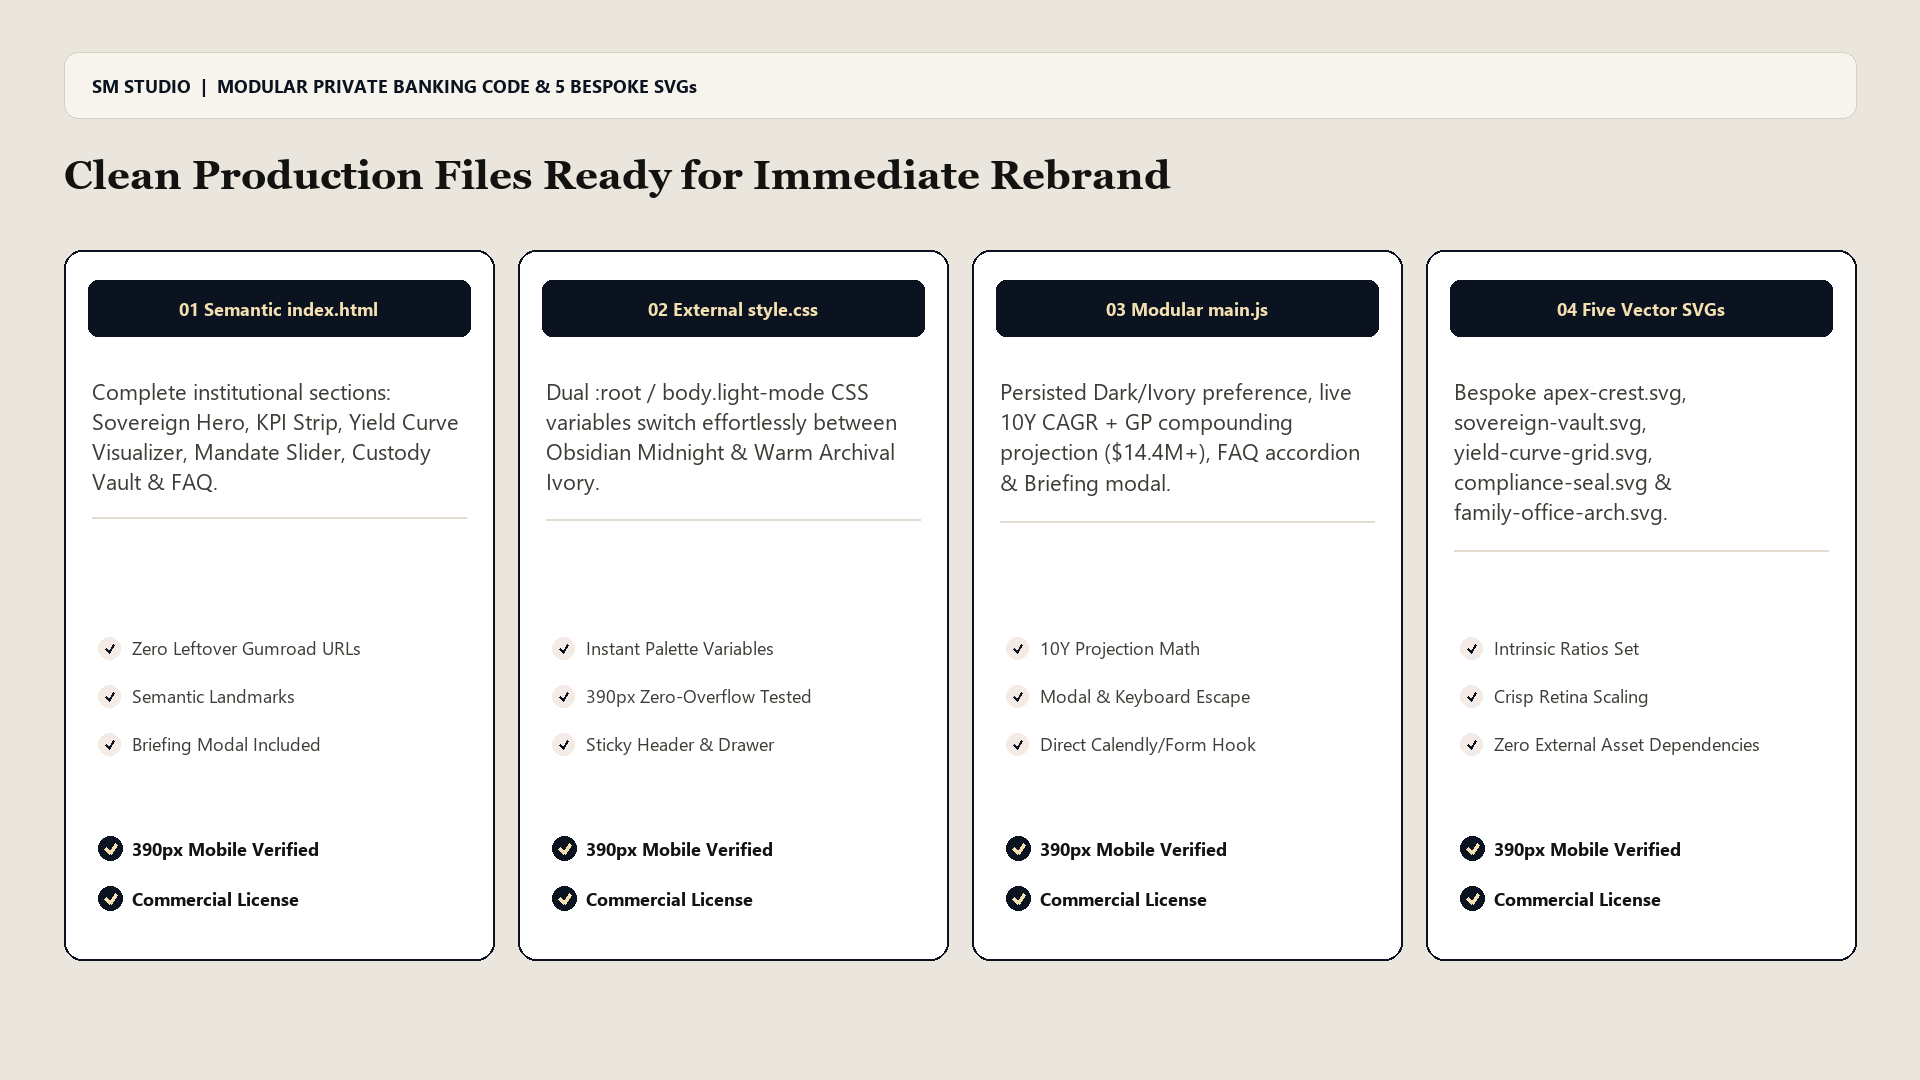 SM STUDIO | MODULAR PRIVATE BANKING CODE & 5 BESPOKE SVGs
Clean Production Files Ready for Immediate Rebrand
01 Semantic index.html
Complete institutional sections:
Sovereign Hero, KPI Strip, Yield Curve
Visualizer, Mandate Slider, Custody
Vault & FAQ.
Zero Leftover Gumroad URLs
Semantic Landmarks
Briefing Modal Included
390px Mobile Verified
Commercial License
02 External style.css
Dual :root / body.light-mode CSS
variables switch effortlessly between
Obsidian Midnight & Warm Archival
Ivory.
Instant Palette Variables
390px Zero-Overflow Tested
Sticky Header & Drawer
390px Mobile Verified
Commercial License
03 Modular main.js
Persisted Dark/Ivory preference, live
10Y CAGR + GP compounding
projection ($14.4M+), FAQ accordion
& Briefing modal.
10Y Projection Math
Modal & Keyboard Escape
Direct Calendly/Form Hook
390px Mobile Verified
Commercial License
04 Five Vector SVGs
Bespoke apex-crest.svg,
sovereign-vault.svg,
yield-curve-grid.svg,
compliance-seal.svg &
family-office-arch.svg.
Intrinsic Ratios Set
Crisp Retina Scaling
Zero External Asset Dependencies
390px Mobile Verified
Commercial License